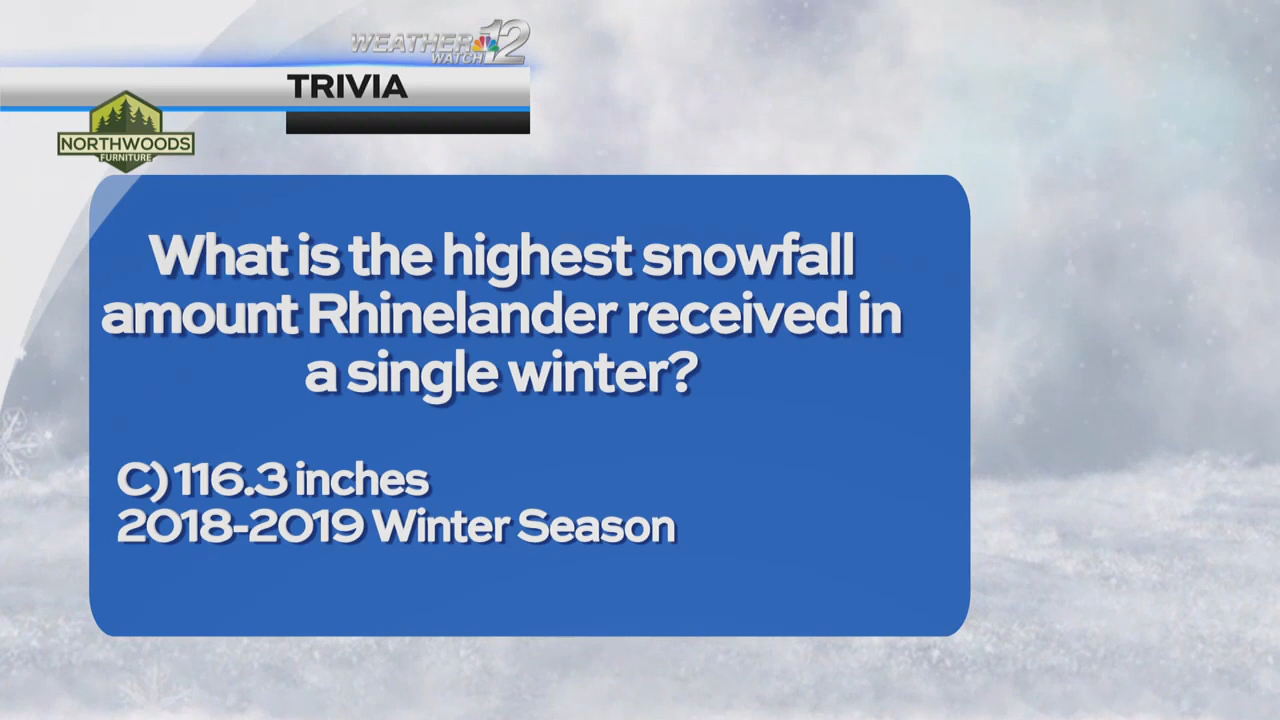 WEATHER 12
WATCH
TRIVIA
NORTHWOODS
FURNITURE
What is the highest snowfall
amount Rhinelander received in
a single winter?
C) 116.3 inches
2018-2019 Winter Season